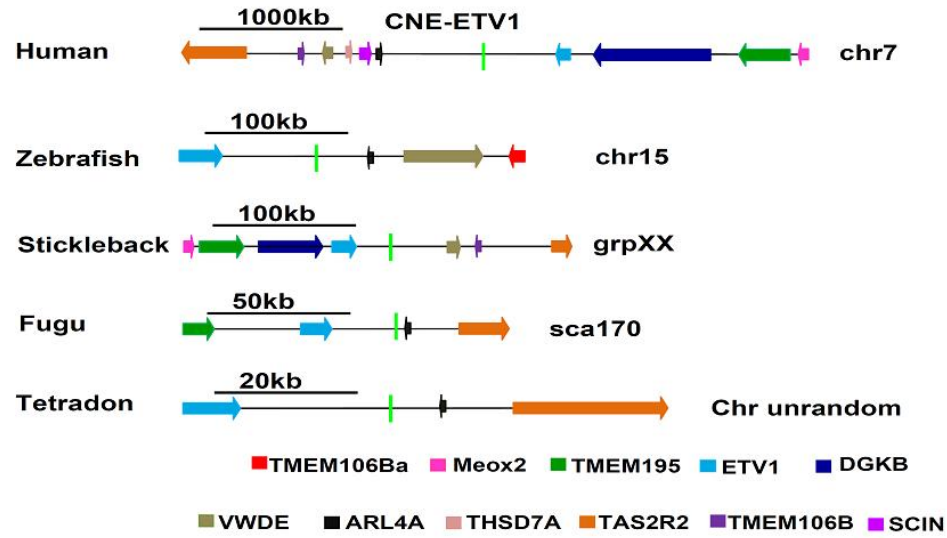 1000kb CNE-ETV1
Human chr7
100kb
Zebrafish chr15
100kb
Stickleback grpXX
50kb
Fugu sca170
20kb
Tetradon Chr unrandom
TMEM106Ba Meox2 TMEM195 ETV1 DGKB
VWDE ARL4A THSD7A TAS2R2 TMEM106B SCIN